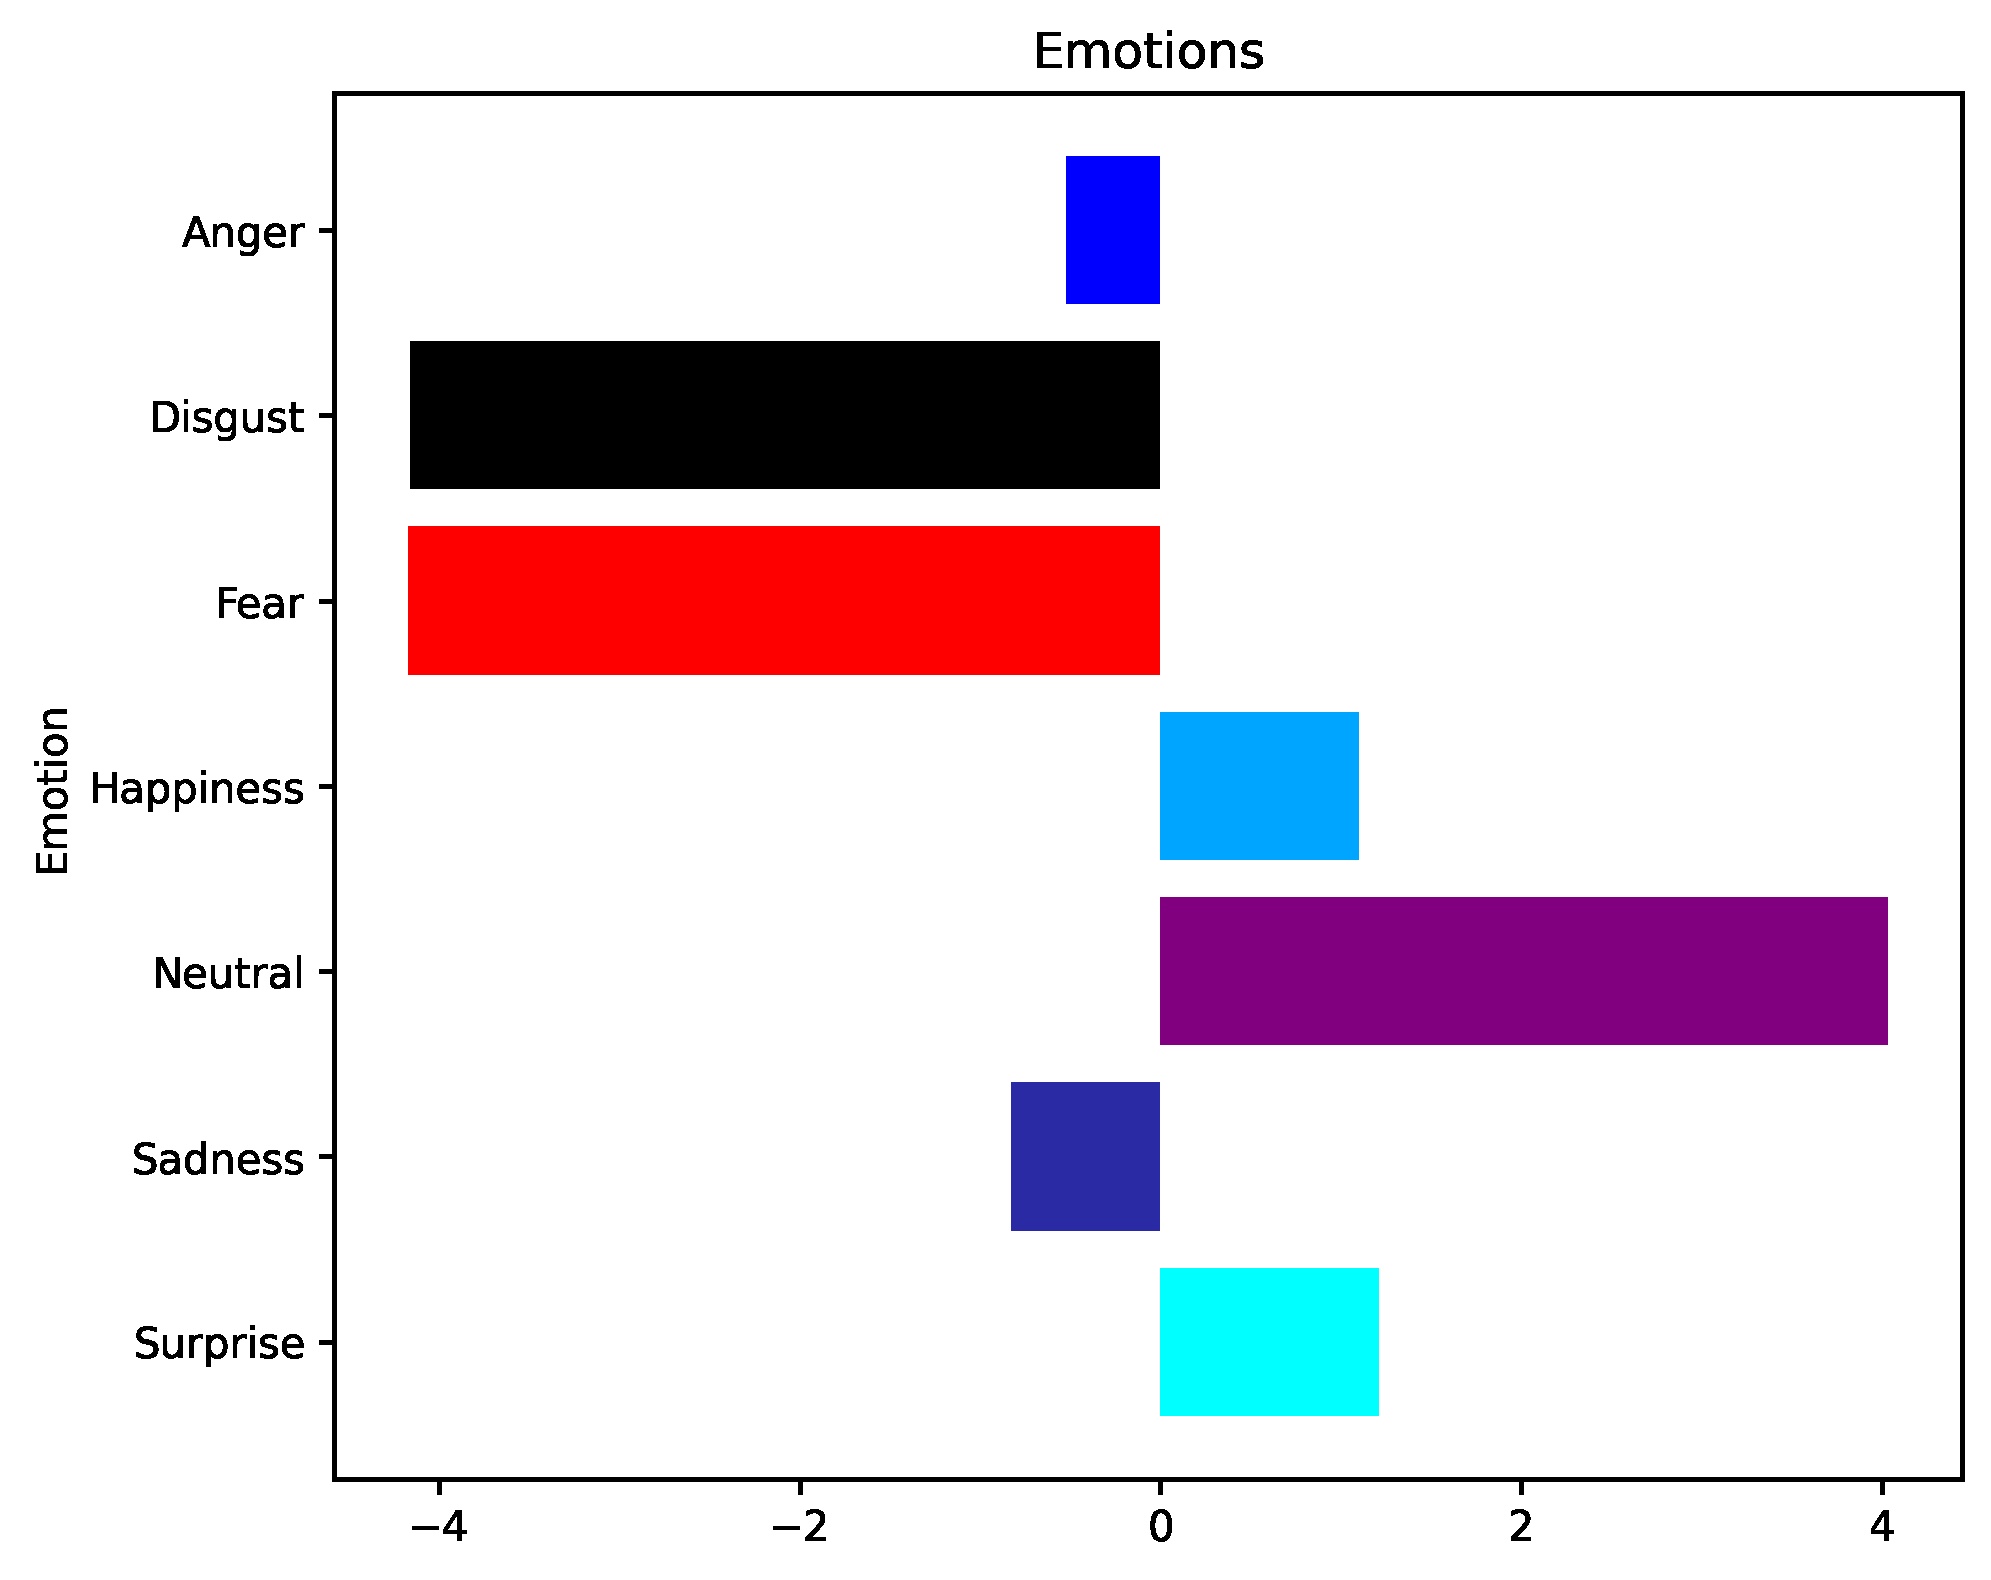 Emotions
Emotion
Anger
Disgust
Fear
Happiness
Neutral
Sadness
Surprise
−4 −2 0 2 4